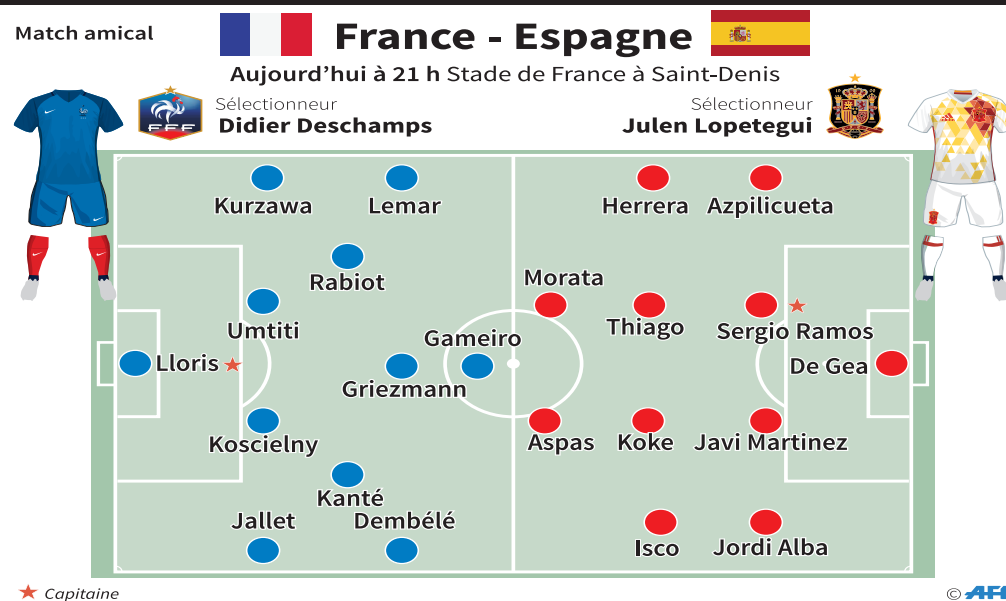 Match amical
France - Espagne
Aujourd'hui à 21 h Stade de France à Saint-Denis
Sélectionneur
Didier Deschamps
Sélectionneur
Julen Lopetegui
FFF
Kurzawa
Lemar
Herrera
Azpilicueta
Rabiot
Morata
Umtiti
Thiago
Sergio Ramos
Gameiro
Lloris
De Gea
Griezmann
Koscielny
Aspas
Koke
Javi Martinez
Kanté
Jallet
Dembélé
Isco
Jordi Alba
Capitaine
© AFP